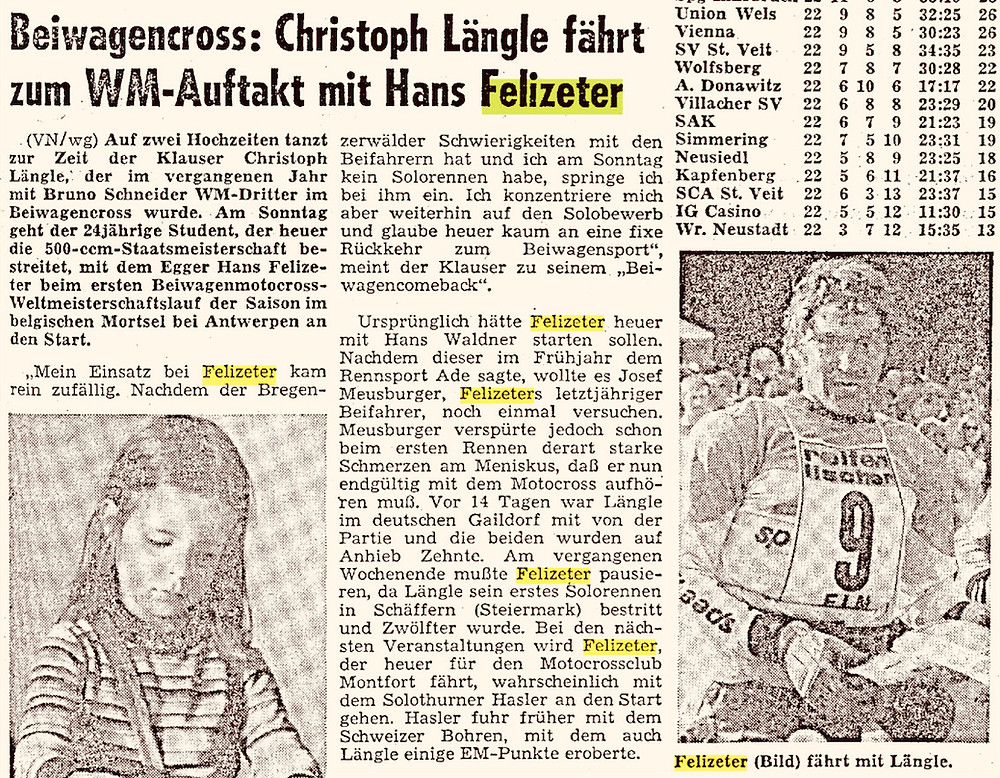 Beiwagencross: Christoph Längle fährt
zum WM-Auftakt mit Hans Felizeter
(VN/wg) Auf zwei Hochzeiten tanzt
zur Zeit der Klauser Christoph
Längle, der im vergangenen Jahr
mit Bruno Schneider WM-Dritter im
Beiwagencross wurde. Am Sonntag
geht der 24jährige Student, der heuer
die 500-ccm-Staatsmeisterschaft be-
streitet, mit dem Egger Hans Felize-
ter beim ersten Beiwagenmotocross-
Weltmeisterschaftslauf der Saison im
belgischen Mortsel bei Antwerpen an
den Start.
„Mein Einsatz bei Felizeter kam
rein zufällig. Nachdem der Bregen-
zerwälder Schwierigkeiten mit den
Beifahrern hat und ich am Sonntag
kein Solorennen habe, springe ich
bei ihm ein. Ich konzentriere mich
aber weiterhin auf den Solobewerb
und glaube heuer kaum an eine fixe
Rückkehr zum Beiwagensport“,
meint der Klauser zu seinem „Bei-
wagencomeback“.
Ursprünglich hätte Felizeter heuer
mit Hans Waldner starten sollen.
Nachdem dieser im Frühjahr dem
Rennsport Ade sagte, wollte es Josef
Meusburger, Felizeters letztjähriger
Beifahrer, noch einmal versuchen.
Meusburger verspürte jedoch schon
beim ersten Rennen derart starke
Schmerzen am Meniskus, daß er nun
endgültig mit dem Motocross aufhö-
ren muß. Vor 14 Tagen war Längle
im deutschen Gaildorf mit von der
Partie und die beiden wurden auf
Anhieb Zehnte. Am vergangenen
Wochenende mußte Felizeter pausie-
ren, da Längle sein erstes Solorennen
in Schäffern (Steiermark) bestritt
und Zwölfter wurde. Bei den näch-
sten Veranstaltungen wird Felizeter,
der heuer für den Motocrossclub
Montfort fährt, wahrscheinlich mit
dem Solothurner Hasler an den Start
gehen. Hasler fuhr früher mit dem
Schweizer Bohren, mit dem auch
Längle einige EM-Punkte eroberte.
Union Wels 22 9 8 5 32:25 26
Vienna 22 9 8 5 30:23 26
SV St. Veit 22 9 5 8 34:35 23
Wolfsberg 22 7 8 7 30:28 22
A. Donawitz 22 6 10 6 17:17 22
Villacher SV 22 6 8 8 23:29 20
SAK 22 6 7 9 21:23 19
Simmering 22 7 5 10 23:31 19
Neusiedl 22 5 8 9 23:25 18
Kapfenberg 22 5 6 11 21:37 16
SCA St. Veit 22 6 3 13 23:37 15
IG Casino 22 5 5 12 11:30 15
Wr. Neustadt 22 3 7 12 15:35 13
reifen
fischer
9
Felizeter (Bild) fährt mit Längle.